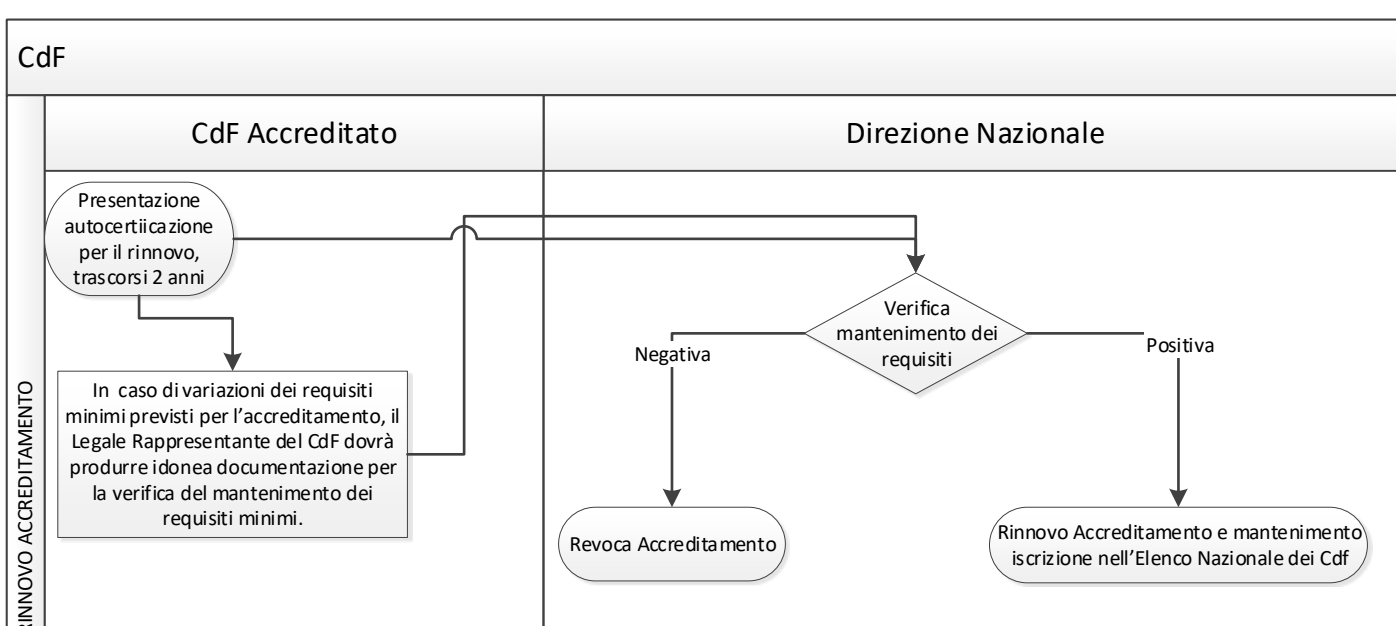 CdF
CdF Accreditato
Direzione Nazionale
RINNOVO ACCREDITAMENTO
Presentazione
autocertiicazione
per il rinnovo,
trascorsi 2 anni
In caso di variazioni dei requisiti
minimi previsti per l’accreditamento, il
Legale Rappresentante del CdF dovrà
produrre idonea documentazione per
la verifica del mantenimento dei
requisiti minimi.
Verifica
mantenimento dei
requisiti
Negativa
Positiva
Revoca Accreditamento
Rinnovo Accreditamento e mantenimento
iscrizione nell’Elenco Nazionale dei Cdf